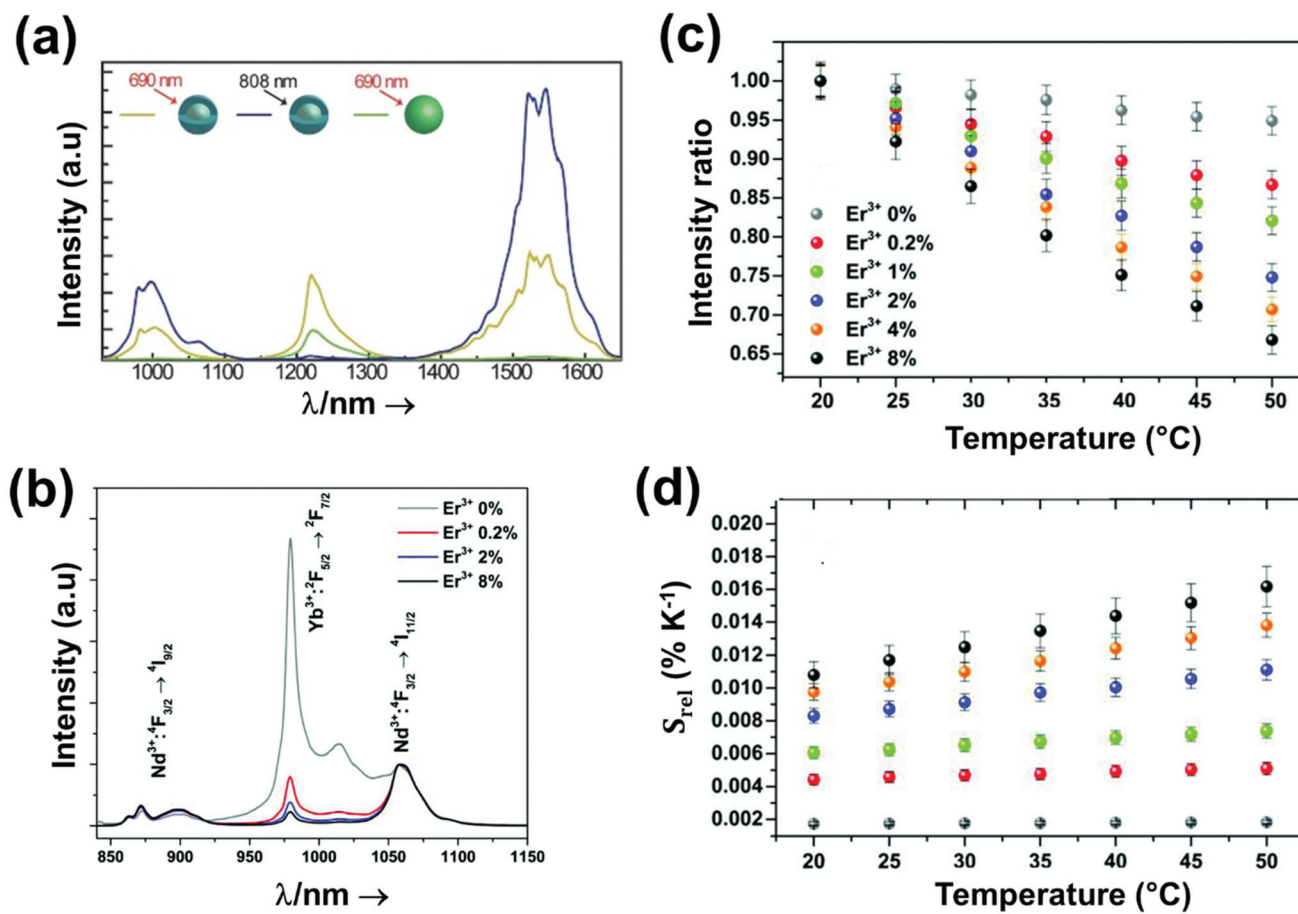 (a)
690 nm 808 nm 690 nm
Intensity (a.u)
1000 1100 1200 1300 1400 1500 1600
λ/nm →
(b)
Er³⁺ 0%
Er³⁺ 0.2%
Er³⁺ 2%
Er³⁺ 8%
Nd³⁺:⁴F₃/₂ → ⁴I₉/₂
Yb³⁺:²F₅/₂ → ²F₇/₂
Nd³⁺:⁴F₃/₂ → ⁴I₁₁/₂
Intensity (a.u)
850 900 950 1000 1050 1100 1150
λ/nm →
(c)
1.00
0.95
0.90
0.85
0.80
0.75
0.70
0.65
Intensity ratio
Er³⁺ 0%
Er³⁺ 0.2%
Er³⁺ 1%
Er³⁺ 2%
Er³⁺ 4%
Er³⁺ 8%
20 25 30 35 40 45 50
Temperature (°C)
(d)
0.020
0.018
0.016
0.014
0.012
0.010
0.008
0.006
0.004
0.002
Srel (% K⁻¹)
20 25 30 35 40 45 50
Temperature (°C)